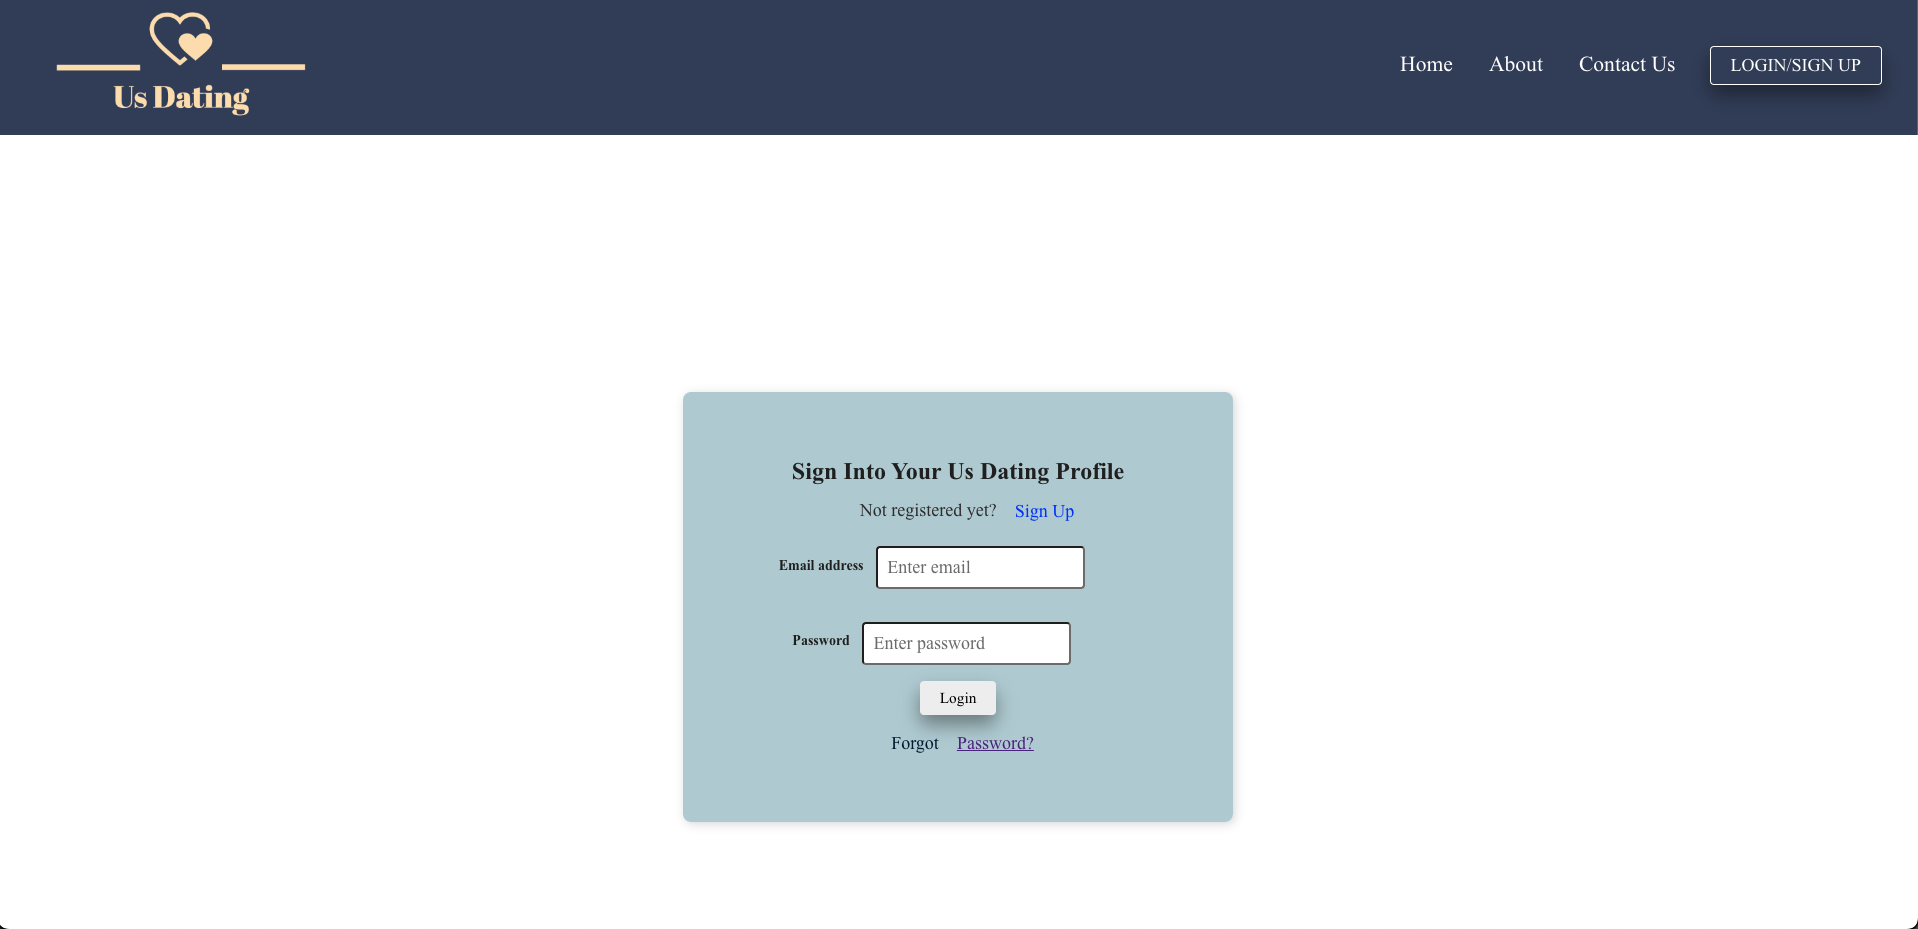 Us Dating
Home About Contact Us LOGIN/SIGN UP
Sign Into Your Us Dating Profile
Not registered yet? Sign Up
Email address Enter email
Password Enter password
Login
Forgot Password?